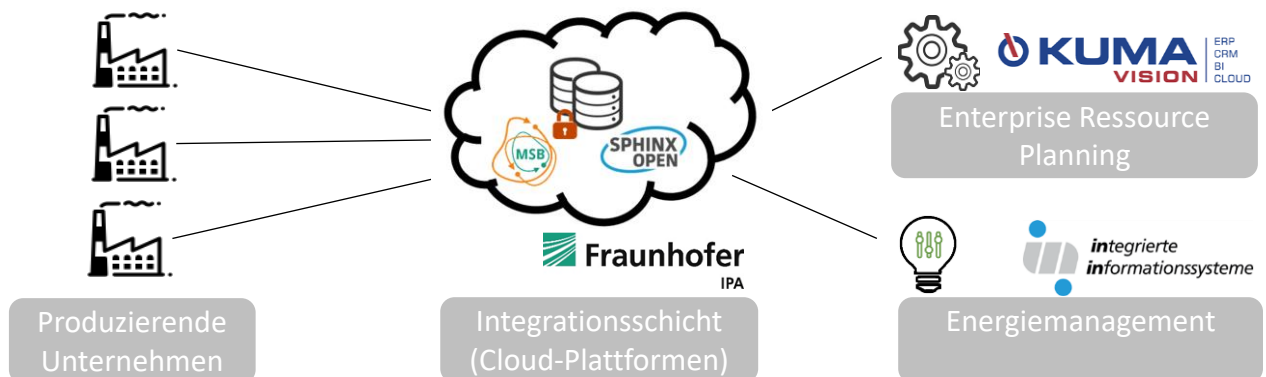 Produzierende
Unternehmen
MSB
SPHINX
OPEN
Fraunhofer
IPA
Integrationsschicht
(Cloud-Plattformen)
KUMA
VISION
ERP
CRM
BI
CLOUD
Enterprise Ressource
Planning
integrierte
informationssysteme
Energiemanagement